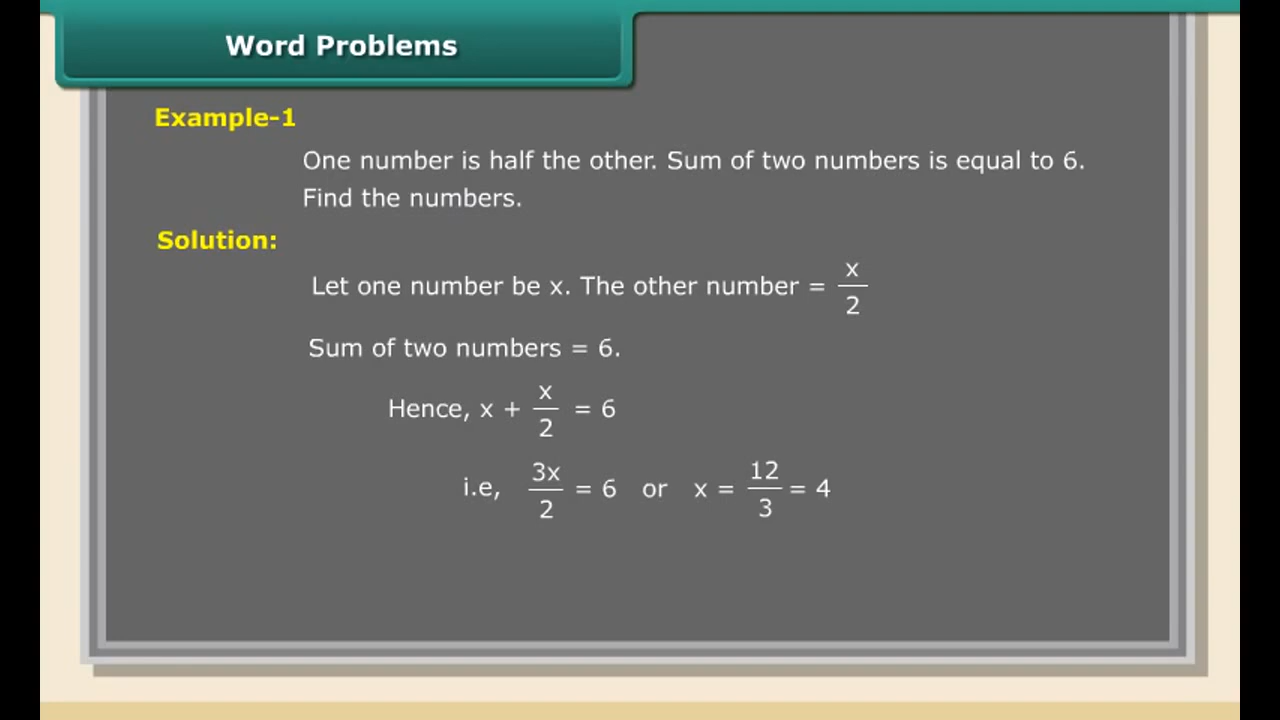 Word Problems
Example-1
One number is half the other. Sum of two numbers is equal to 6.
Find the numbers.
Solution:
Let one number be x. The other number = x/2
Sum of two numbers = 6.
Hence, x + x/2 = 6
i.e, 3x/2 = 6 or x = 12/3 = 4